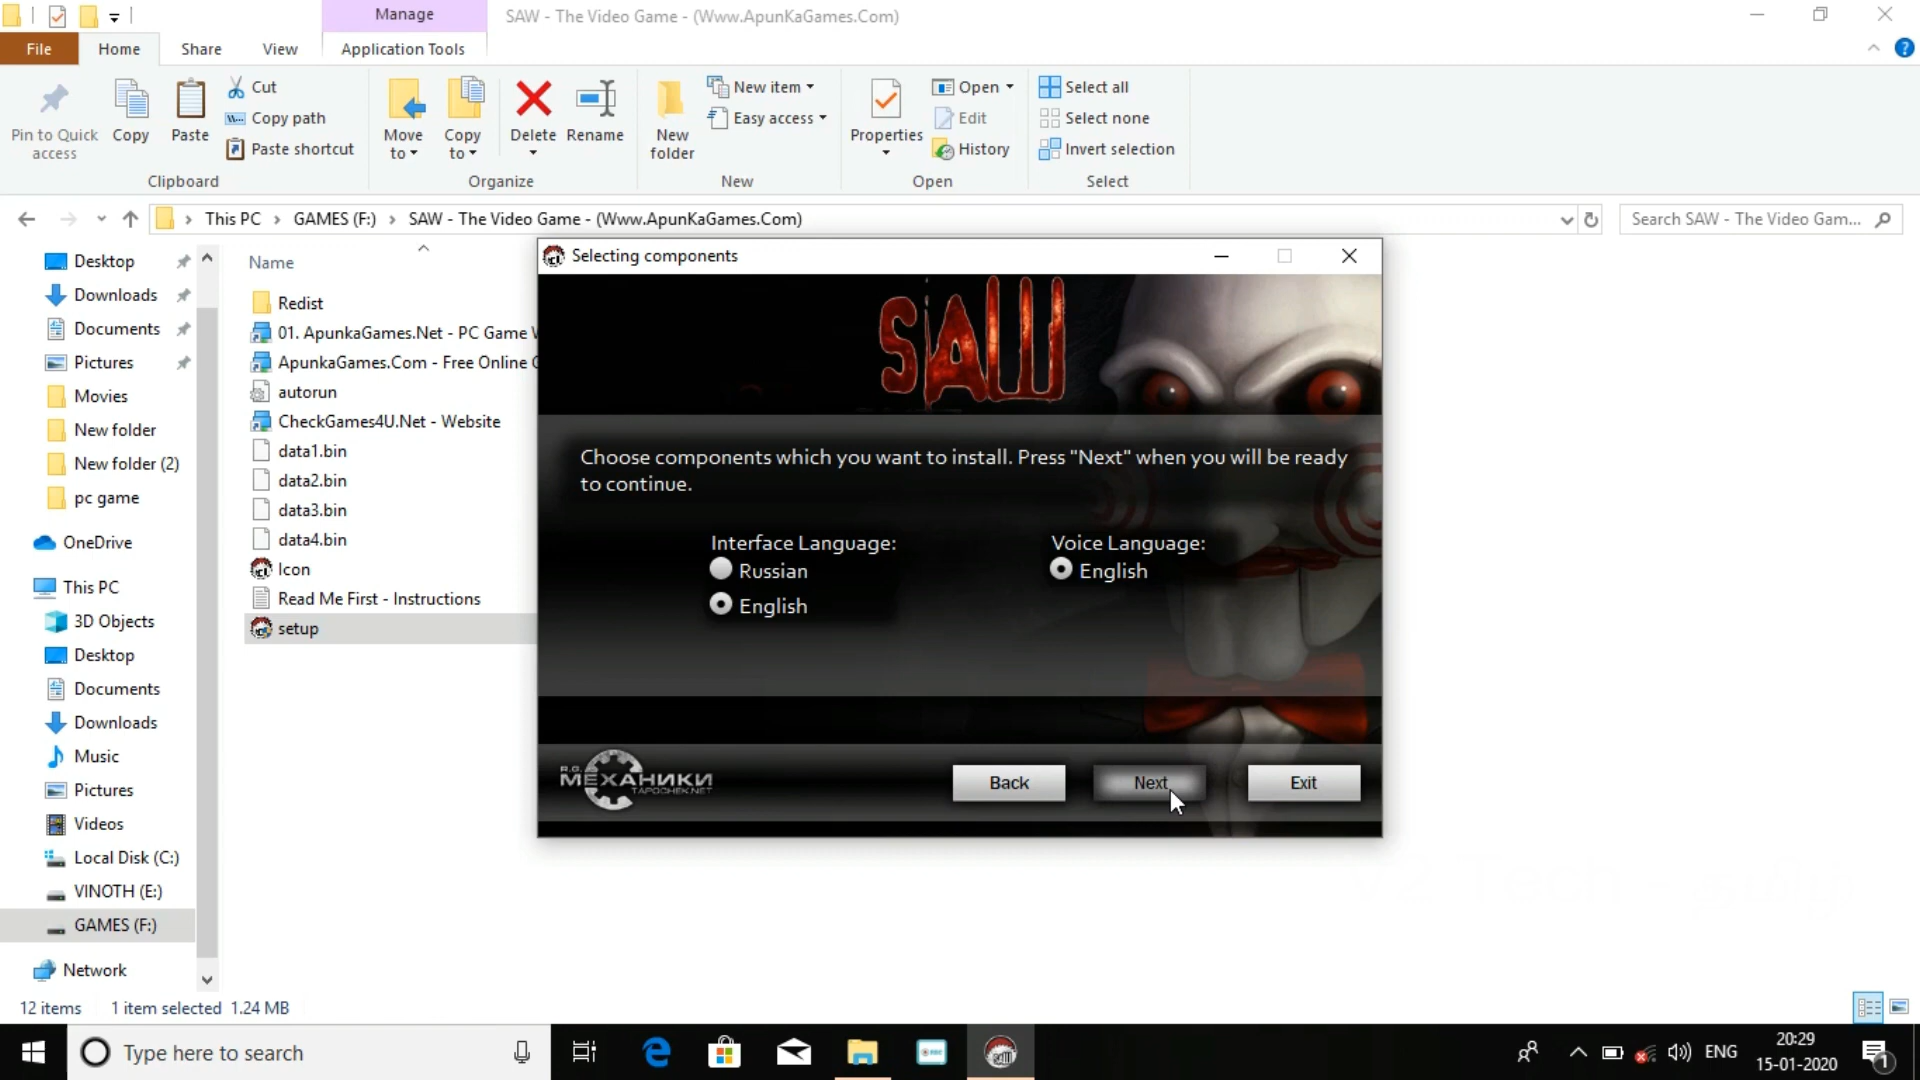 Manage
SAW - The Video Game - (Www.ApunKaGames.Com)
File
Home
Share
View
Application Tools
Pin to Quick access
Copy
Paste
Cut
Copy path
Paste shortcut
Move to
Copy to
Delete
Rename
New folder
New item
Easy access
Properties
Open
Edit
History
Select all
Select none
Invert selection
Clipboard
Organize
New
Open
Select
This PC
GAMES (F:)
SAW - The Video Game - (Www.ApunKaGames.Com)
Search SAW - The Video Gam...
Desktop
Downloads
Documents
Pictures
Movies
New folder
New folder (2)
pc game
OneDrive
This PC
3D Objects
Desktop
Documents
Downloads
Music
Pictures
Videos
Local Disk (C:)
VINOTH (E:)
GAMES (F:)
Network
Name
Redist
01. ApunkaGames.Net - PC Game
ApunkaGames.Com - Free Online
autorun
CheckGames4U.Net - Website
data1.bin
data2.bin
data3.bin
data4.bin
Icon
Read Me First - Instructions
setup
Selecting components
SAW
Choose components which you want to install. Press "Next" when you will be ready
to continue.
Interface Language:
Russian
English
Voice Language:
English
R.G.
МЕХАНИКИ
TAPOCHEK.NET
Back
Next
Exit
12 items
1 item selected 1.24 MB
Type here to search
ENG
20:29
15-01-2020
1